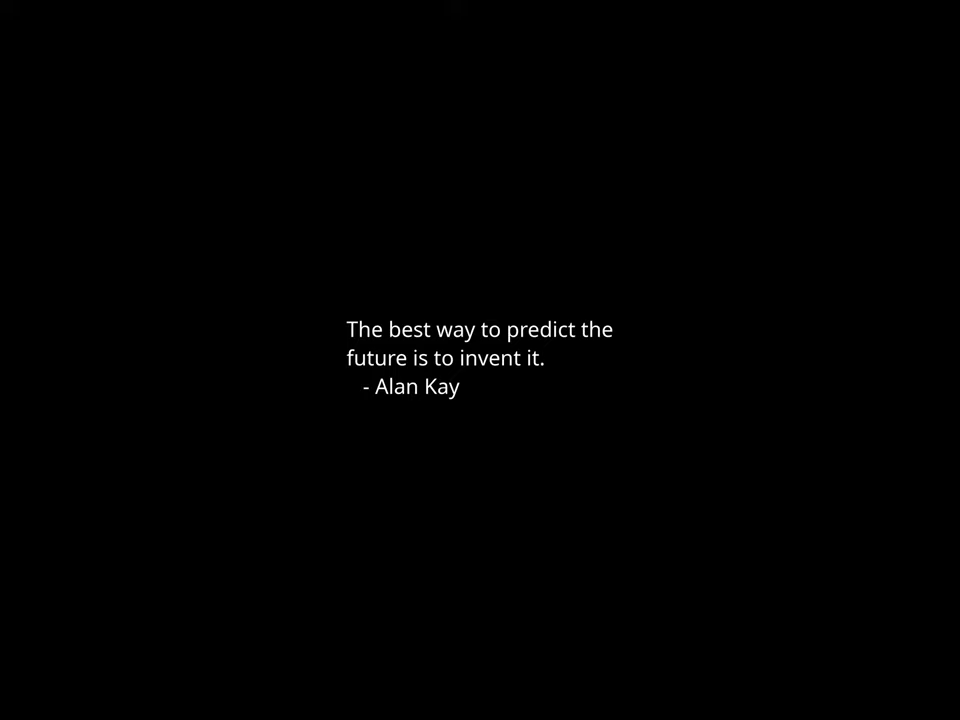 The best way to predict the
future is to invent it.
- Alan Kay